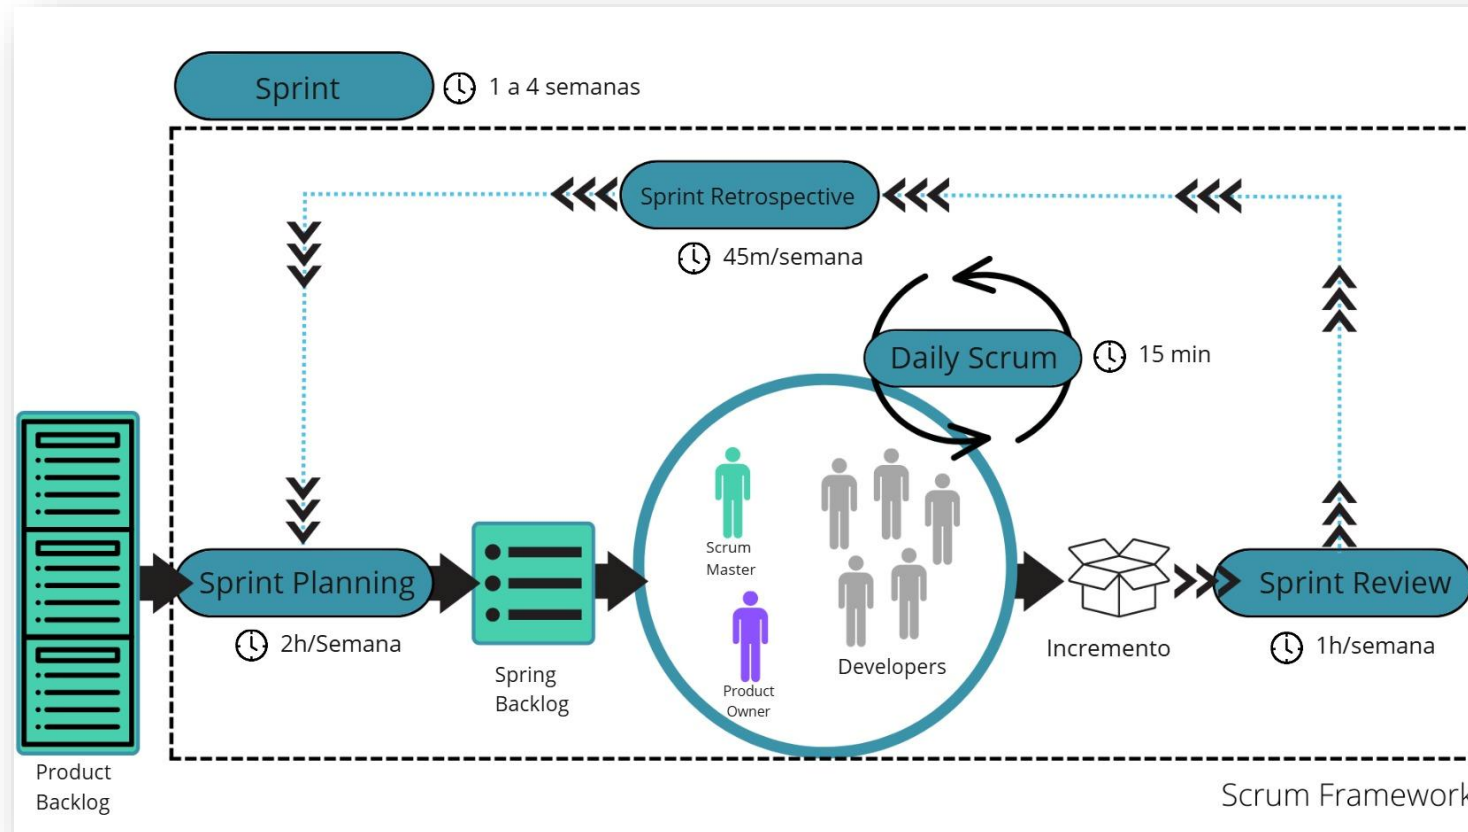 Sprint
1 a 4 semanas
Sprint Retrospective
45m/semana
Daily Scrum
15 min
Scrum
Master
Product
Owner
Developers
Sprint Planning
2h/Semana
Spring
Backlog
Incremento
Sprint Review
1h/semana
Product
Backlog
Scrum Framework